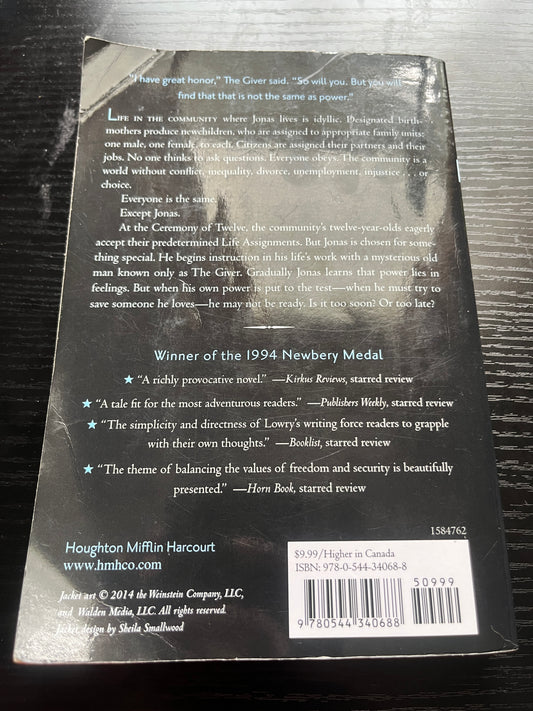 "I have great honor," The Giver said. "So will you. But you will
find that that is not the same as power."
LIFE IN THE COMMUNITY where Jonas lives is idyllic. Designated birth-
mothers produce newchildren, who are assigned to appropriate family units:
one male, one female, to each. Citizens are assigned their partners and their
jobs. No one thinks to ask questions. Everyone obeys. The community is a
world without conflict, inequality, divorce, unemployment, injustice . . . or
choice.
Everyone is the same.
Except Jonas.
At the Ceremony of Twelve, the community's twelve-year-olds eagerly
accept their predetermined Life Assignments. But Jonas is chosen for some-
thing special. He begins instruction in his life's work with a mysterious old
man known only as The Giver. Gradually Jonas learns that power lies in
feelings. But when his own power is put to the test—when he must try to
save someone he loves—he may not be ready. Is it too soon? Or too late?
Winner of the 1994 Newbery Medal
★ "A richly provocative novel." —Kirkus Reviews, starred review
★ "A tale fit for the most adventurous readers." —Publishers Weekly, starred review
★ "The simplicity and directness of Lowry's writing force readers to grapple
with their own thoughts." —Booklist, starred review
★ "The theme of balancing the values of freedom and security is beautifully
presented." —Horn Book, starred review
1584762
Houghton Mifflin Harcourt
www.hmhco.com
$9.99/Higher in Canada
ISBN: 978-0-544-34068-8
50999
9 780544 340688
Jacket art © 2014 the Weinstein Company, LLC,
and Walden Media, LLC. All rights reserved.
Jacket design by Sheila Smallwood